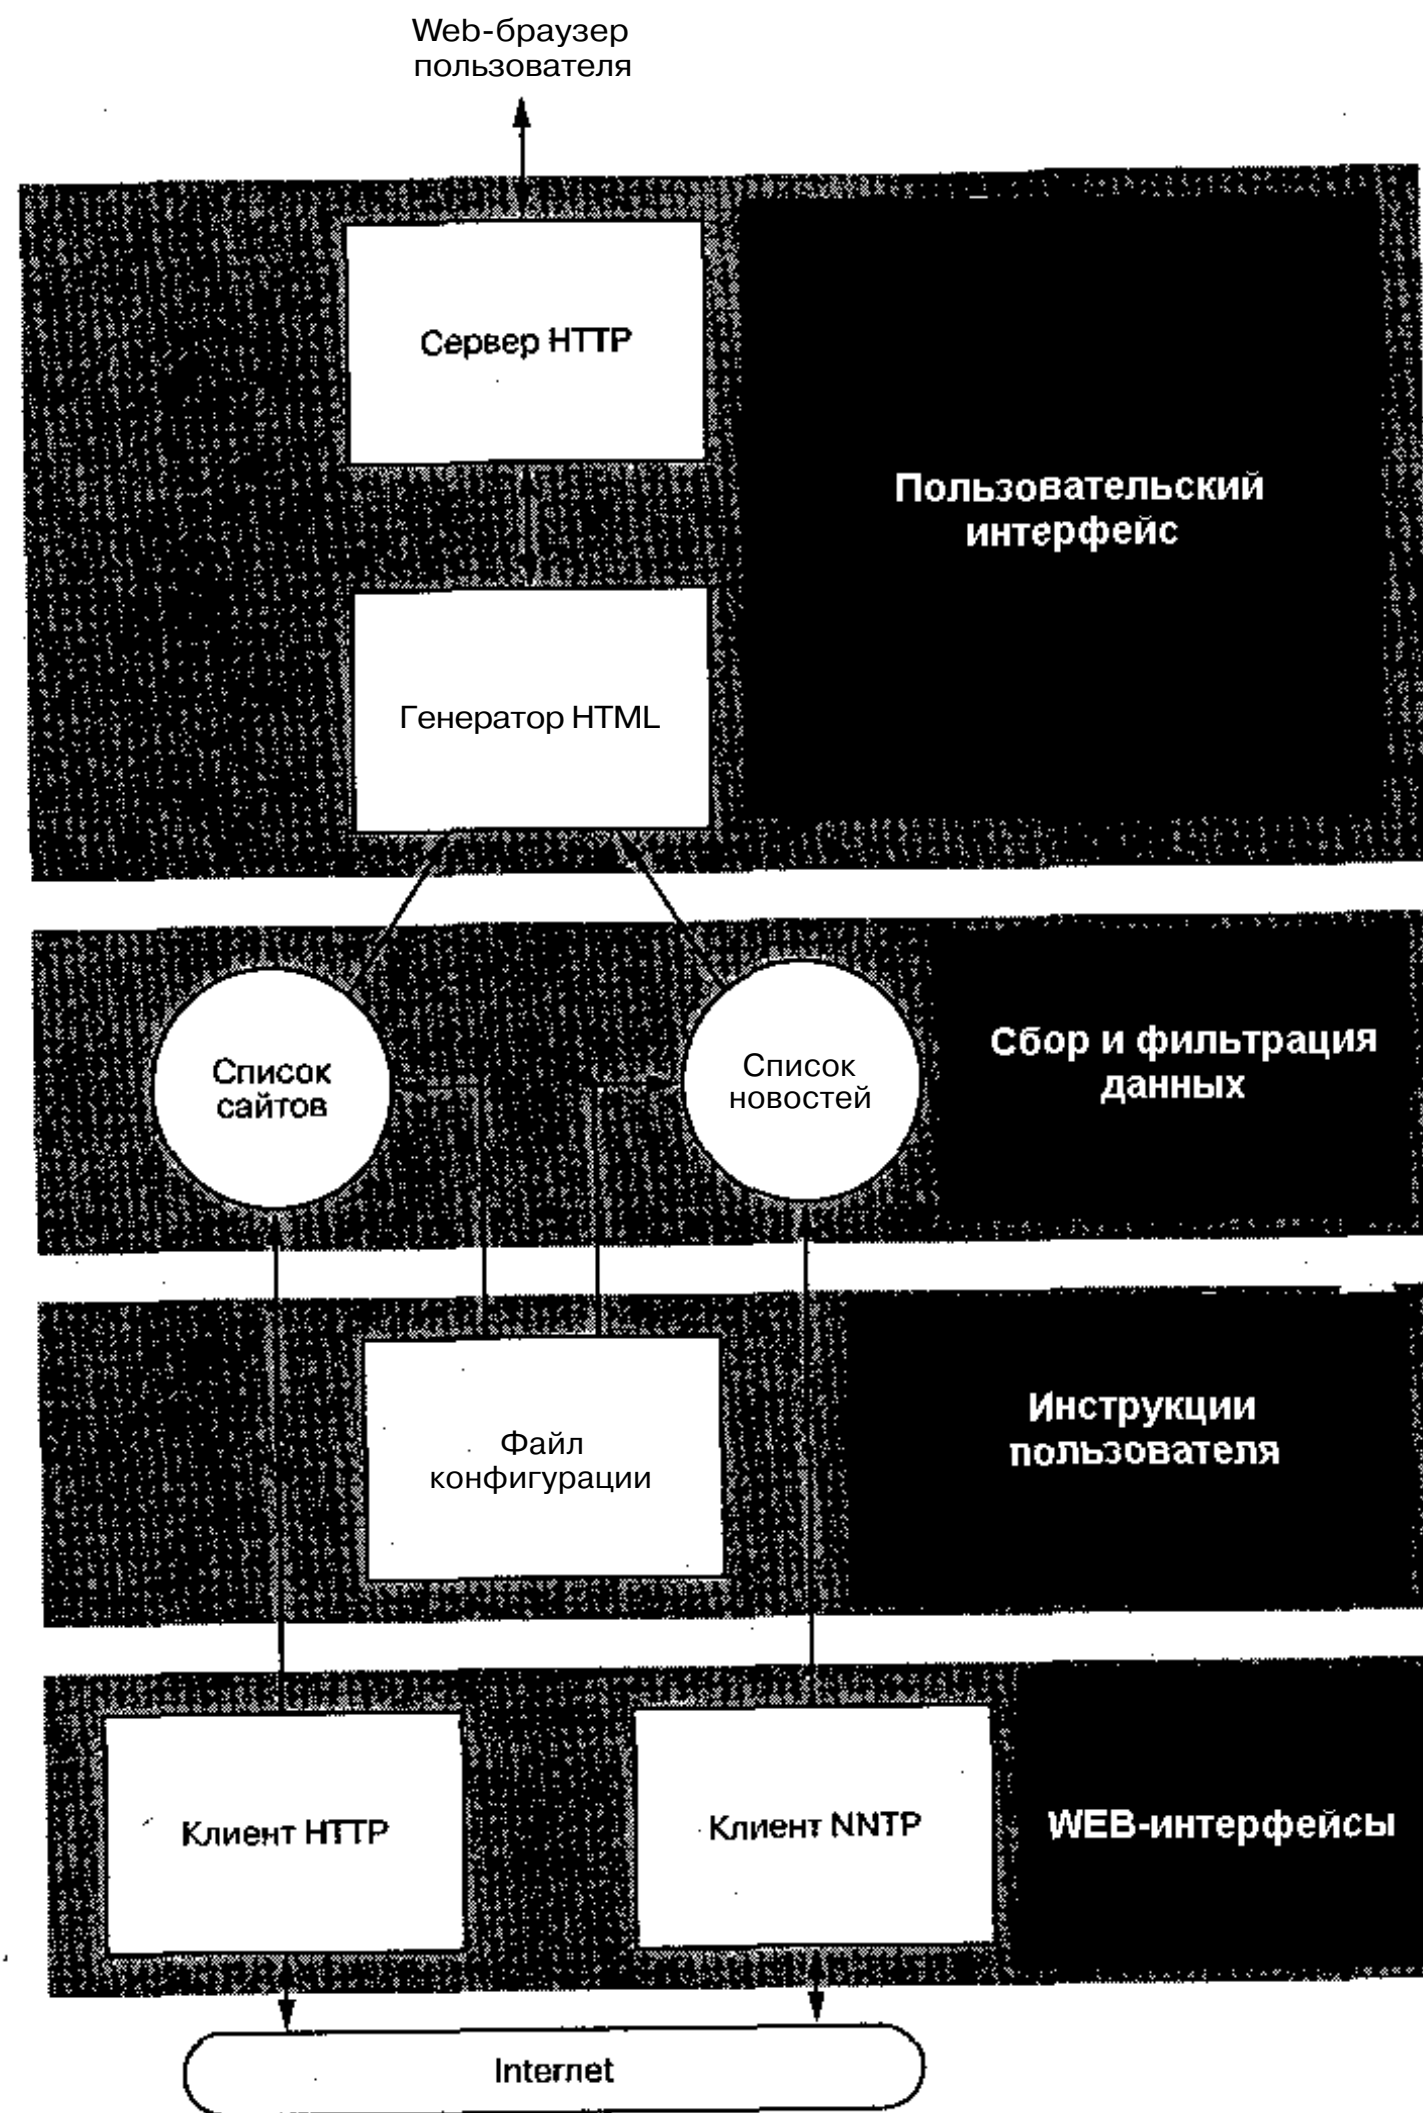 Web-браузер
пользователя
Сервер HTTP
Пользовательский
интерфейс
Генератор HTML
Список
сайтов
Список
новостей
Сбор и фильтрация
данных
Файл
конфигурации
Инструкции
пользователя
Клиент HTTP
Клиент NNTP
WEB-интерфейсы
Internet